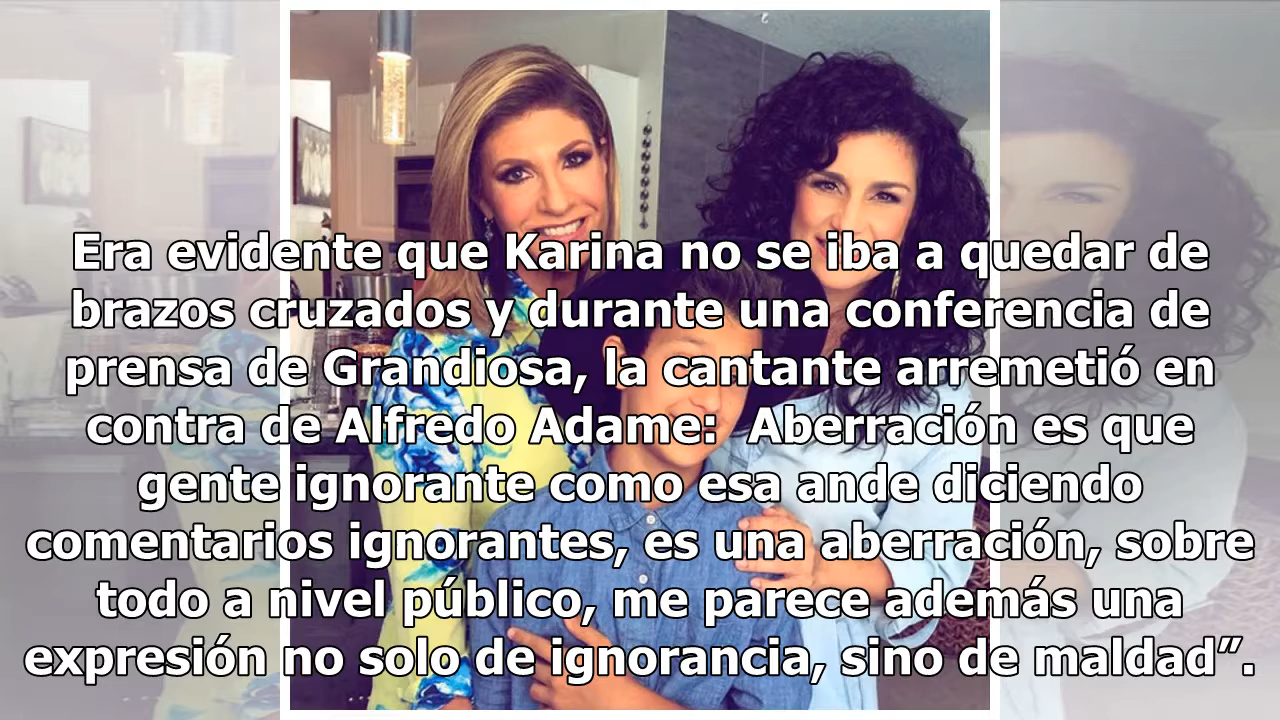 Era evidente que Karina no se iba a quedar de
brazos cruzados y durante una conferencia de
prensa de Grandiosa, la cantante arremetió en
contra de Alfredo Adame:  Aberración es que
gente ignorante como esa ande diciendo
comentarios ignorantes, es una aberración, sobre
todo a nivel público, me parece además una
expresión no solo de ignorancia, sino de maldad”.